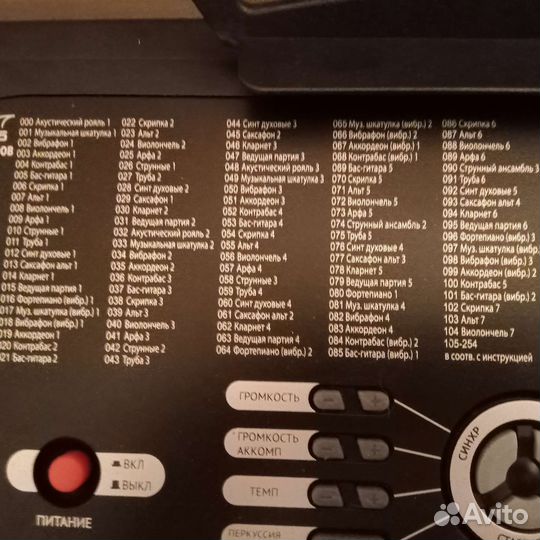 000 Акустический рояль 1
001 Музыкальная шкатулка 1
002 Вибрафон 1
003 Аккордеон 1
004 Контрабас 1
005 Бас-гитара 1
006 Скрипка 1
007 Альт 1
008 Виолончель 1
009 Арфа 1
010 Струнные 1
011 Труба 1
012 Синт духовые 1
013 Саксофон альт 1
014 Кларнет 1
015 Ведущая партия 1
016 Фортепиано (вибр.) 1
017 Муз. шкатулка (вибр.) 1
018 Вибрафон (вибр.) 1
019 Аккордеон 1
020 Контрабас 2
021 Бас-гитара 2
022 Скрипка 2
023 Альт 2
024 Виолончель 2
025 Арфа 2
026 Струнные 1
027 Труба 2
028 Синт духовые 2
029 Саксофон 1
030 Кларнет 2
031 Ведущая партия 2
032 Акустический рояль 2
033 Музыкальная шкатулка 2
034 Вибрафон 2
035 Аккордеон 2
036 Контрабас 3
037 Бас-гитара 3
038 Скрипка 3
039 Альт 3
040 Виолончель 3
041 Арфа 3
042 Струнные 2
043 Труба 3
044 Синт духовые 3
045 Саксофон 2
046 Кларнет 3
047 Ведущая партия 3
048 Акустический рояль 3
049 Музыкальная шкатулка 3
050 Вибрафон 3
051 Аккордеон 3
052 Контрабас 4
053 Бас-гитара 4
054 Скрипка 4
055 Альт 4
056 Виолончель 4
057 Арфа 4
058 Струнные 3
059 Труба 4
060 Синт духовые 4
061 Саксофон альт 2
062 Кларнет 4
063 Ведущая партия 4
064 Фортепиано (вибр.) 2
065 Муз. шкатулка (вибр.) 2
066 Вибрафон (вибр.) 2
067 Аккордеон (вибр.) 1
068 Контрабас (вибр.) 1
069 Бас-гитара 5
070 Скрипка 5
071 Альт 5
072 Виолончель 5
073 Арфа 5
074 Струнный ансамбль 2
075 Труба 5
076 Синт духовые 4
077 Саксофон альт 3
078 Кларнет 5
079 Ведущая партия 5
080 Фортепиано 1
081 Муз. шкатулка 4
082 Вибрафон 4
083 Аккордеон 4
084 Контрабас (вибр.) 2
085 Бас-гитара (вибр.) 1
086 Скрипка 6
087 Альт 6
088 Виолончель 6
089 Арфа 6
090 Струнный ансамбль 3
091 Труба 6
092 Синт духовые 5
093 Саксофон альт 4
094 Кларнет 6
095 Ведущая партия 6
096 Фортепиано (вибр.) 3
097 Муз. шкатулка (вибр.)
098 Вибрафон (вибр.) 3
099 Аккордеон (вибр.) 2
100 Контрабас 5
101 Бас-гитара (вибр.) 2
102 Скрипка 7
103 Альт 7
104 Виолончель 7
105-254
в соотв. с инструкцией
ГРОМКОСТЬ
ГРОМКОСТЬ
АККОМП
ТЕМП
ПЕРКУССИЯ
СИНХР
ВКЛ
ВЫКЛ
ПИТАНИЕ
Avito